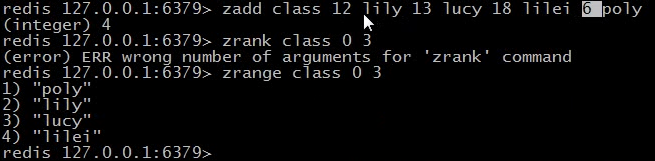 redis 127.0.0.1:6379> zadd class 12 lily 13 lucy 18 lilei 6 poly
(integer) 4
redis 127.0.0.1:6379> zrank class 0 3
(error) ERR wrong number of arguments for 'zrank' command
redis 127.0.0.1:6379> zrange class 0 3
1) "poly"
2) "lily"
3) "lucy"
4) "lilei"
redis 127.0.0.1:6379>